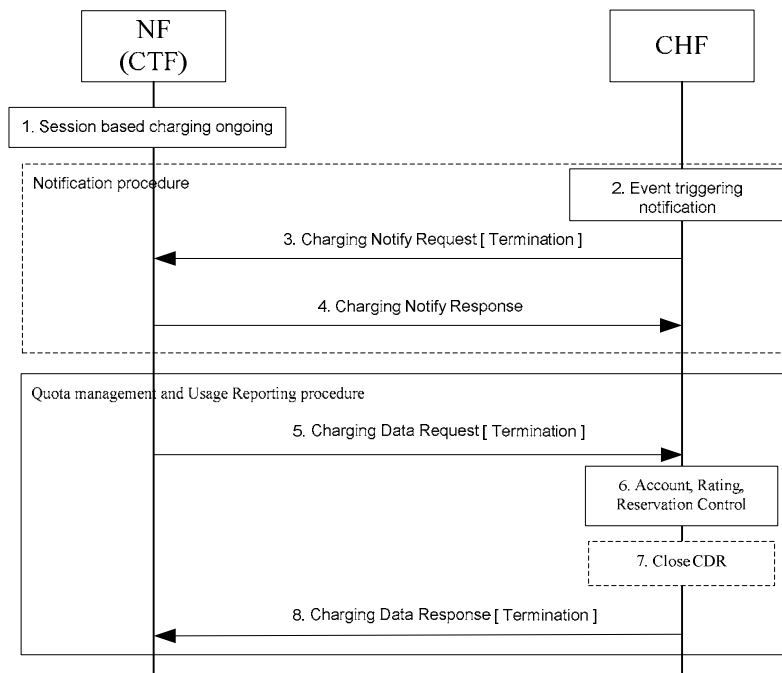 NF
(CTF)
CHF
1. Session based charging ongoing
Notification procedure
2. Event triggering
notification
3. Charging Notify Request [ Termination ]
4. Charging Notify Response
Quota management and Usage Reporting procedure
5. Charging Data Request [ Termination ]
6. Account, Rating,
Reservation Control
7. Close CDR
8. Charging Data Response [ Termination ]